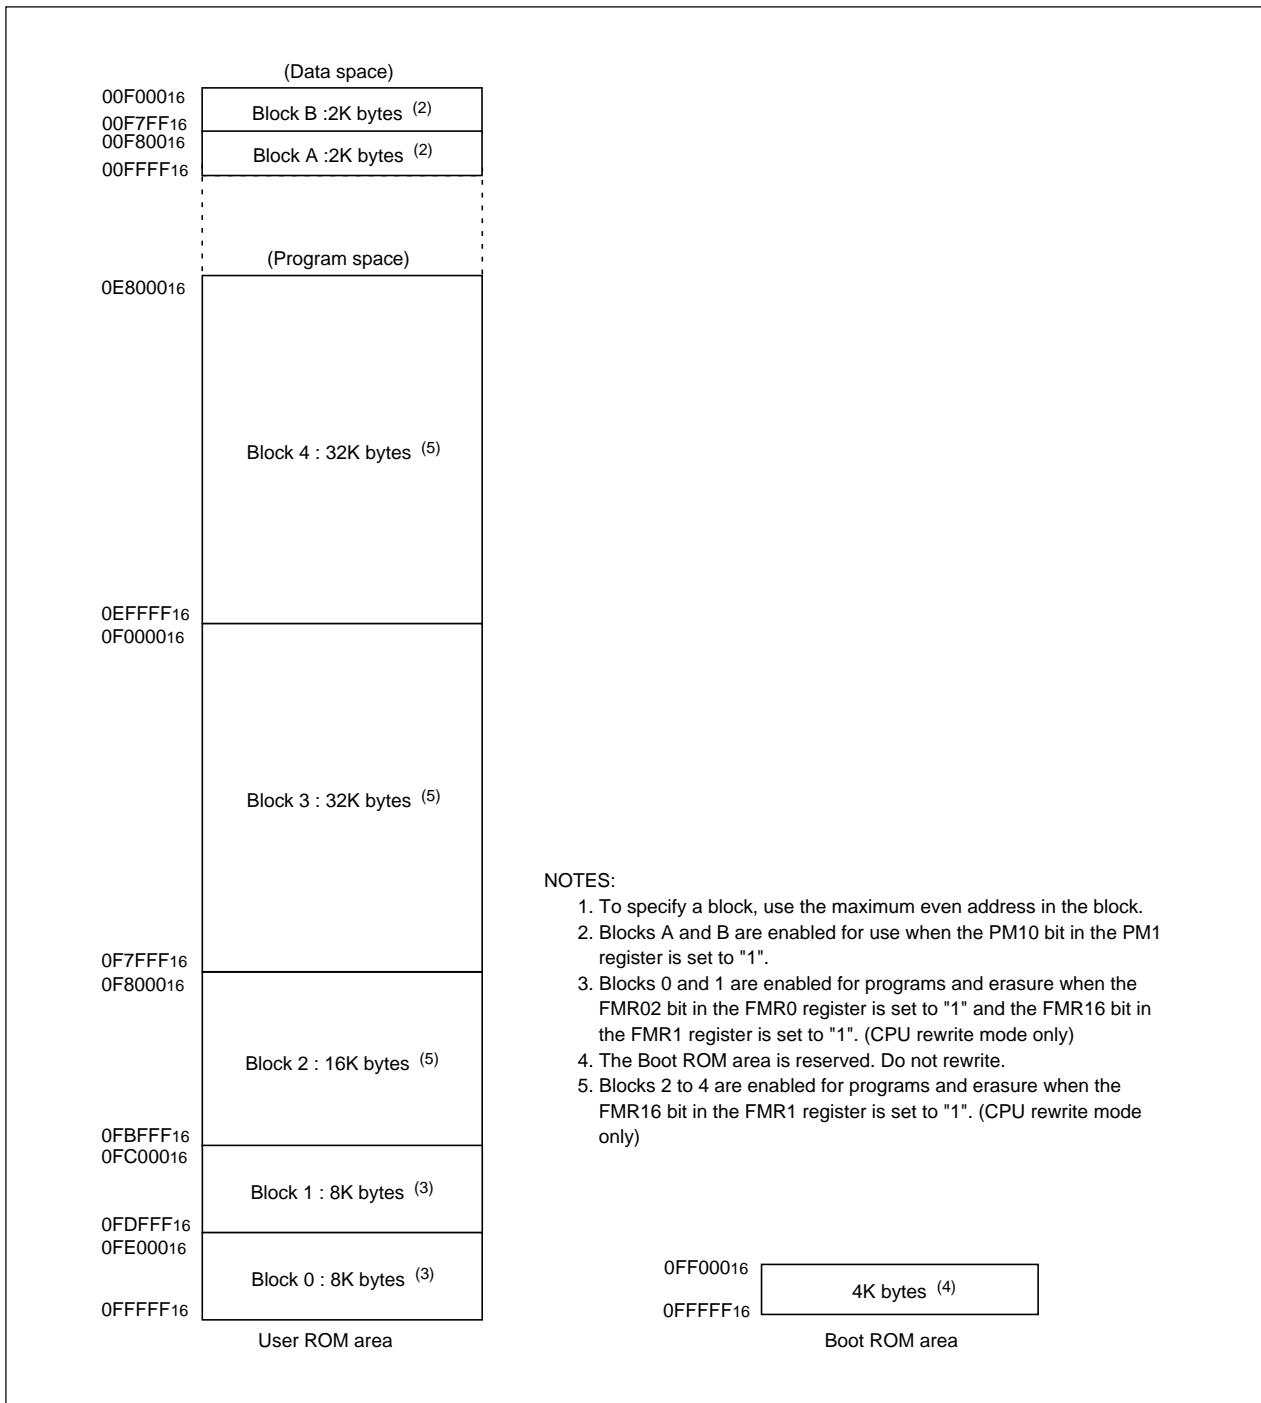 (Data space)
00F00016
Block B :2K bytes (2)
00F7FF16
00F80016
Block A :2K bytes (2)
00FFFF16
(Program space)
0E800016
Block 4 : 32K bytes (5)
0EFFFF16
0F000016
Block 3 : 32K bytes (5)
0F7FFF16
0F800016
Block 2 : 16K bytes (5)
0FBFFF16
0FC00016
Block 1 : 8K bytes (3)
0FDFFF16
0FE00016
Block 0 : 8K bytes (3)
0FFFFF16
User ROM area
NOTES:
1. To specify a block, use the maximum even address in the block.
2. Blocks A and B are enabled for use when the PM10 bit in the PM1
register is set to "1".
3. Blocks 0 and 1 are enabled for programs and erasure when the
FMR02 bit in the FMR0 register is set to "1" and the FMR16 bit in
the FMR1 register is set to "1". (CPU rewrite mode only)
4. The Boot ROM area is reserved. Do not rewrite.
5. Blocks 2 to 4 are enabled for programs and erasure when the
FMR16 bit in the FMR1 register is set to "1". (CPU rewrite mode
only)
0FF00016
4K bytes (4)
0FFFFF16
Boot ROM area